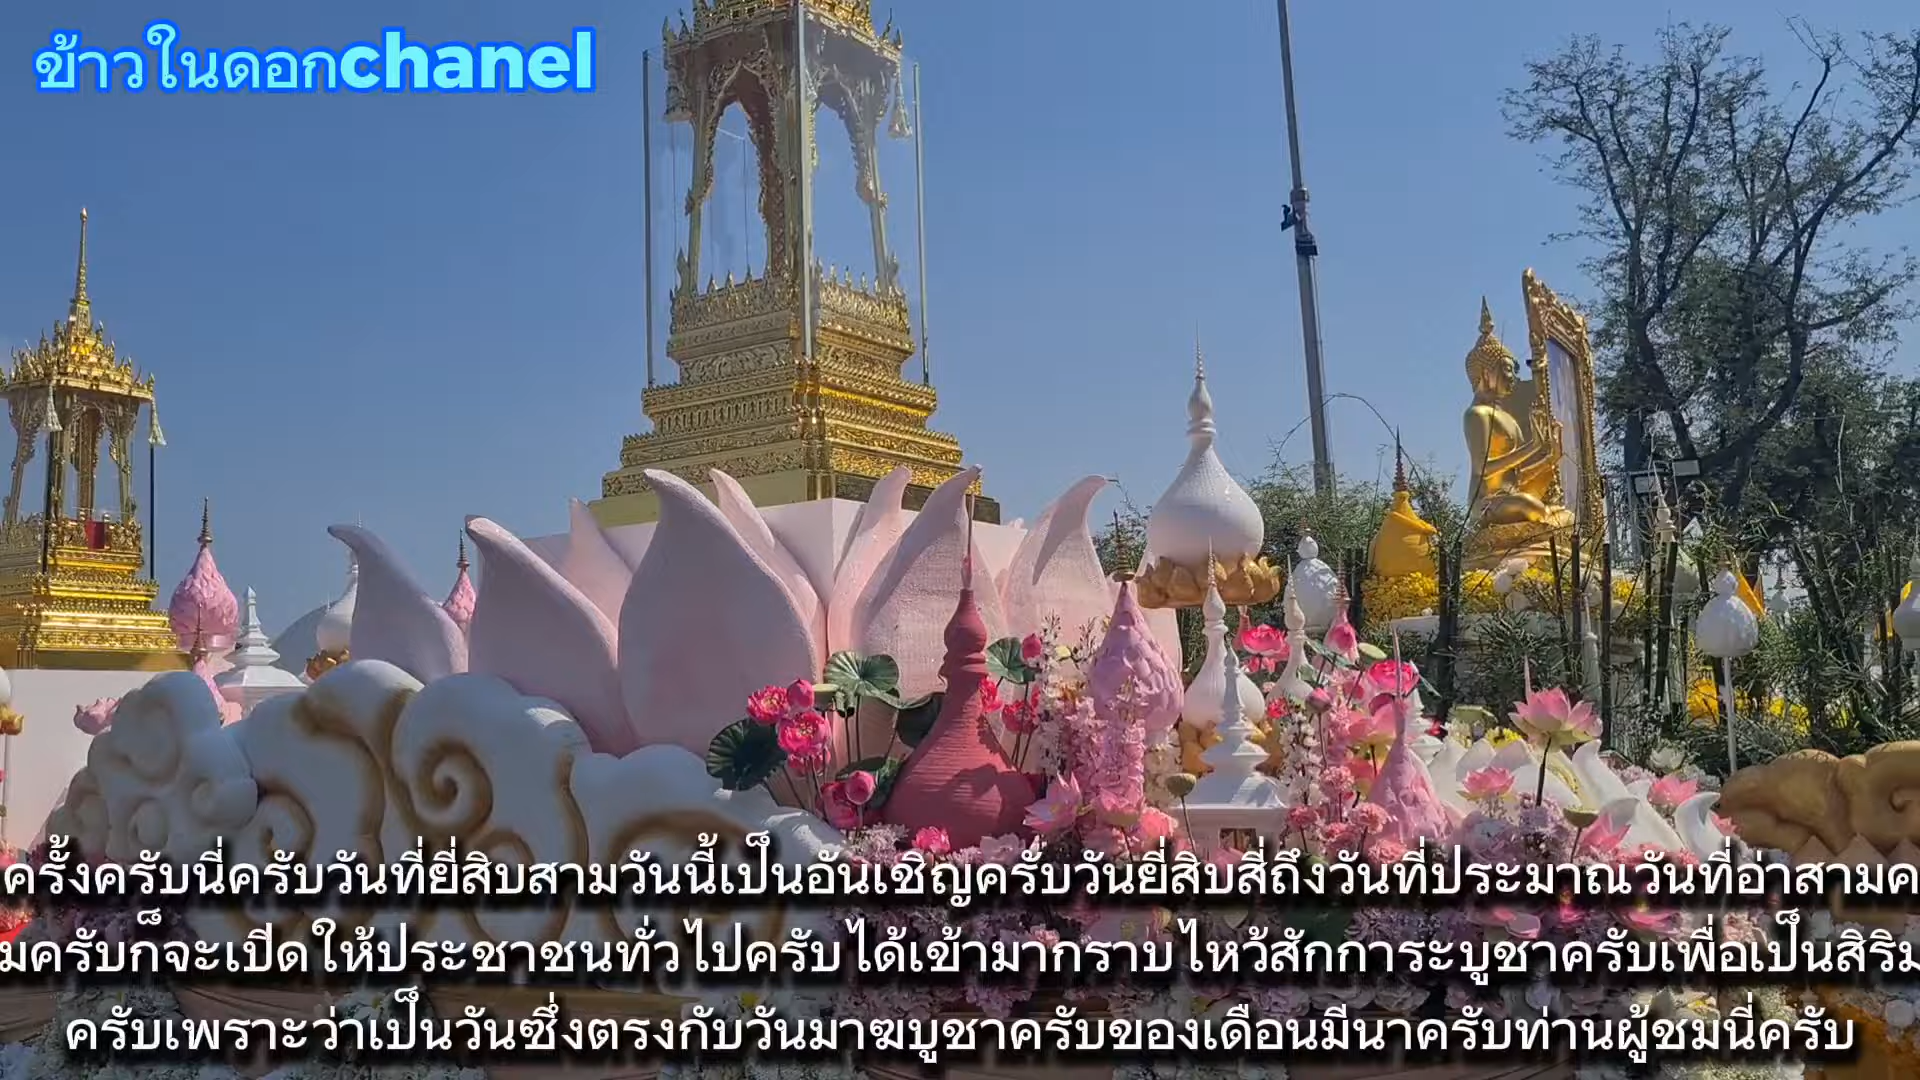 ข้าวในดอกchanel
ครั้งครับนี่ครับวันที่ยี่สิบสามวันนี้เป็นอันเชิญครับวันยี่สิบสี่ถึงวันที่ประมาณวันที่อ่าสามค
มครับก็จะเปิดให้ประชาชนทั่วไปครับได้เข้ามากราบไหว้สักการะบูชาครับเพื่อเป็นสิริม
ครับเพราะว่าเป็นวันซึ่งตรงกับวันมาฆบูชาครับของเดือนมีนาครับท่านผู้ชมนี่ครับ